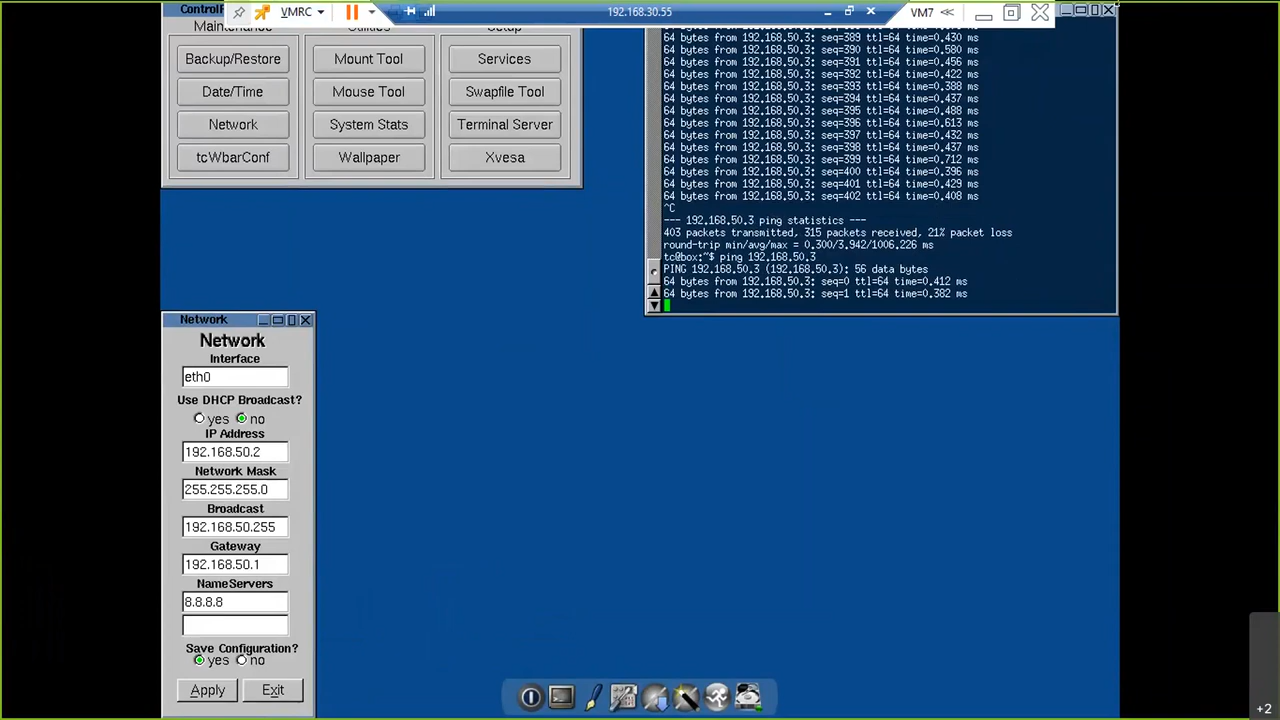 ControlP
VMRC
192.168.30.55
VM7
Maintenance
Utilities
Setup
Backup/Restore
Mount Tool
Services
Date/Time
Mouse Tool
Swapfile Tool
Network
System Stats
Terminal Server
tcWbarConf
Wallpaper
Xvesa
64 bytes from 192.168.50.3: seq=389 ttl=64 time=0.430 ms
64 bytes from 192.168.50.3: seq=390 ttl=64 time=0.580 ms
64 bytes from 192.168.50.3: seq=391 ttl=64 time=0.456 ms
64 bytes from 192.168.50.3: seq=392 ttl=64 time=0.422 ms
64 bytes from 192.168.50.3: seq=393 ttl=64 time=0.388 ms
64 bytes from 192.168.50.3: seq=394 ttl=64 time=0.437 ms
64 bytes from 192.168.50.3: seq=395 ttl=64 time=0.488 ms
64 bytes from 192.168.50.3: seq=396 ttl=64 time=0.613 ms
64 bytes from 192.168.50.3: seq=397 ttl=64 time=0.432 ms
64 bytes from 192.168.50.3: seq=398 ttl=64 time=0.437 ms
64 bytes from 192.168.50.3: seq=399 ttl=64 time=0.712 ms
64 bytes from 192.168.50.3: seq=400 ttl=64 time=0.396 ms
64 bytes from 192.168.50.3: seq=401 ttl=64 time=0.429 ms
64 bytes from 192.168.50.3: seq=402 ttl=64 time=0.408 ms
^C
--- 192.168.50.3 ping statistics ---
403 packets transmitted, 315 packets received, 21% packet loss
round-trip min/avg/max = 0.300/3.942/1006.226 ms
tc@box:~$ ping 192.168.50.3
PING 192.168.50.3 (192.168.50.3): 56 data bytes
64 bytes from 192.168.50.3: seq=0 ttl=64 time=0.412 ms
64 bytes from 192.168.50.3: seq=1 ttl=64 time=0.382 ms
Network
Network
Interface
eth0
Use DHCP Broadcast?
yes no
IP Address
192.168.50.2
Network Mask
255.255.255.0
Broadcast
192.168.50.255
Gateway
192.168.50.1
NameServers
8.8.8.8
Save Configuration?
yes no
Apply
Exit
+2